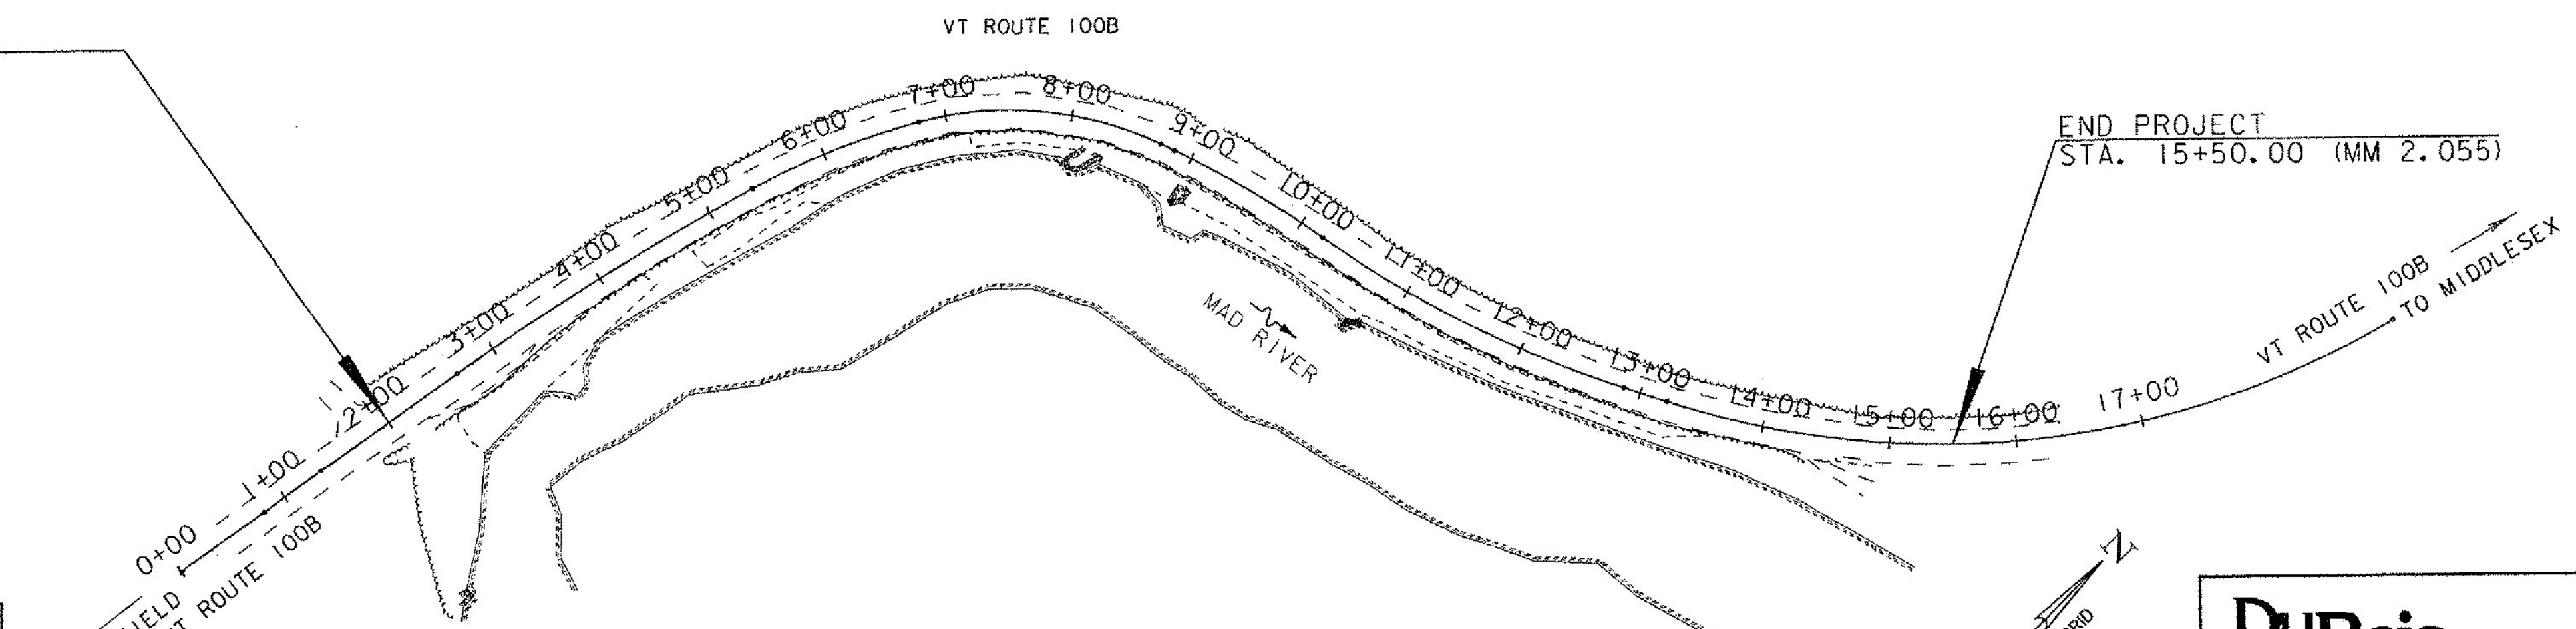 VT ROUTE 100B
0+00
1+00
2+00
3+00
4+00
5+00
6+00
7+00
8+00
9+00
10+00
11+00
12+00
13+00
14+00
15+00
16+00
17+00
END PROJECT
STA. 15+50.00 (MM 2.055)
VT ROUTE 100B
TO MIDDLESEX
MAD RIVER
ROUTE 100B
N
DuBois